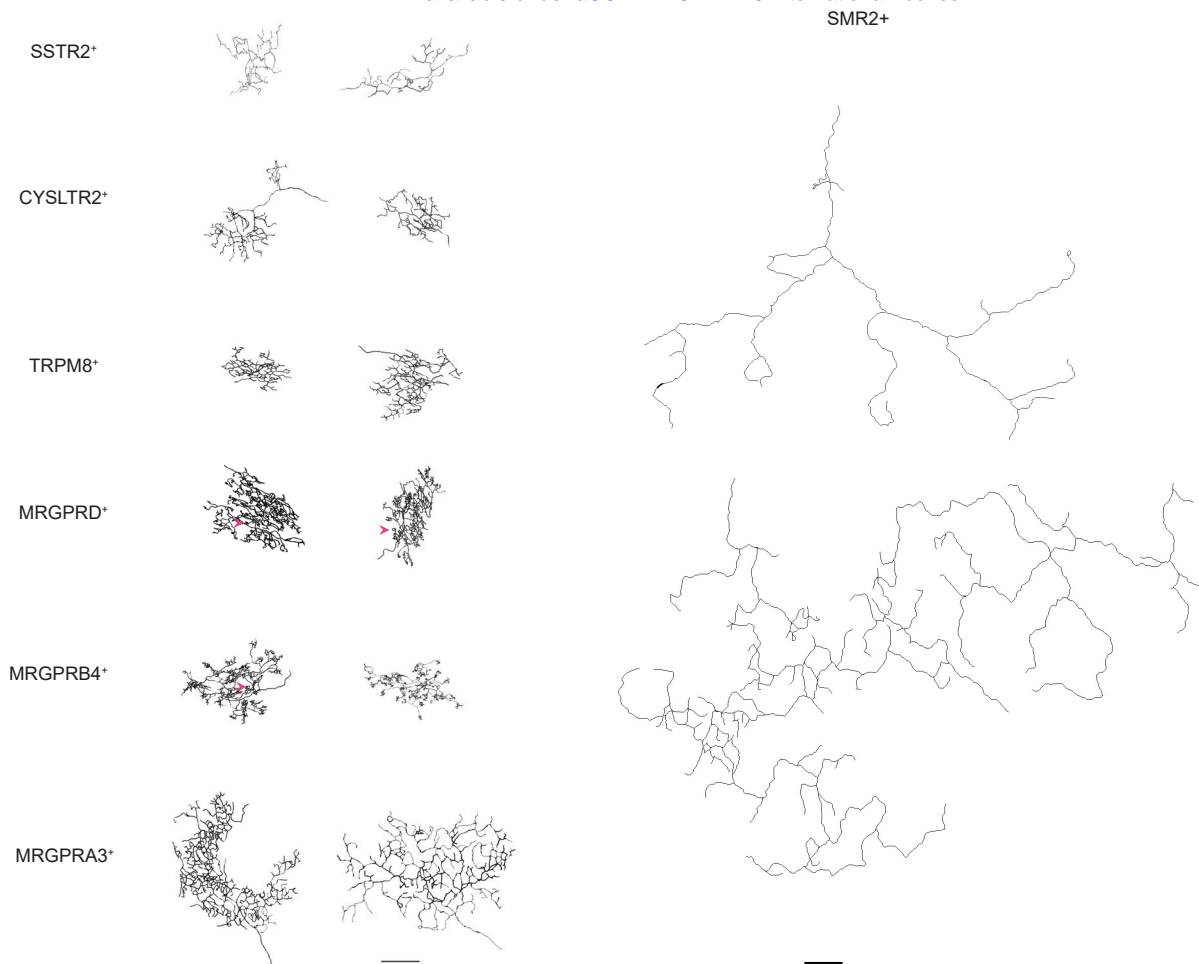 SMR2+
SSTR2⁺
CYSLTR2⁺
TRPM8⁺
MRGPRD⁺
MRGPRB4⁺
MRGPRA3⁺